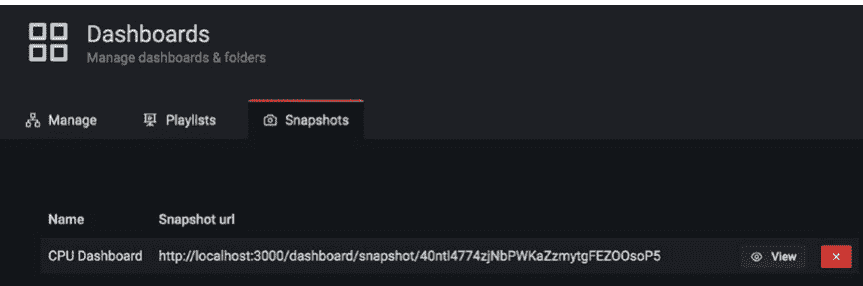 Dashboards
Manage dashboards & folders
Manage Playlists Snapshots
Name Snapshot url
CPU Dashboard http://localhost:3000/dashboard/snapshot/40ntl4774zjNbPWKaZzmytgFEZOOsoP5 View